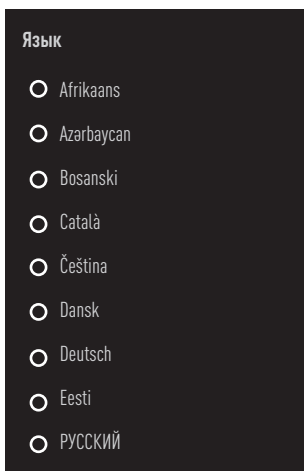 Язык
Afrikaans
Azərbaycan
Bosanski
Català
Čeština
Dansk
Deutsch
Eesti
РУССКИЙ